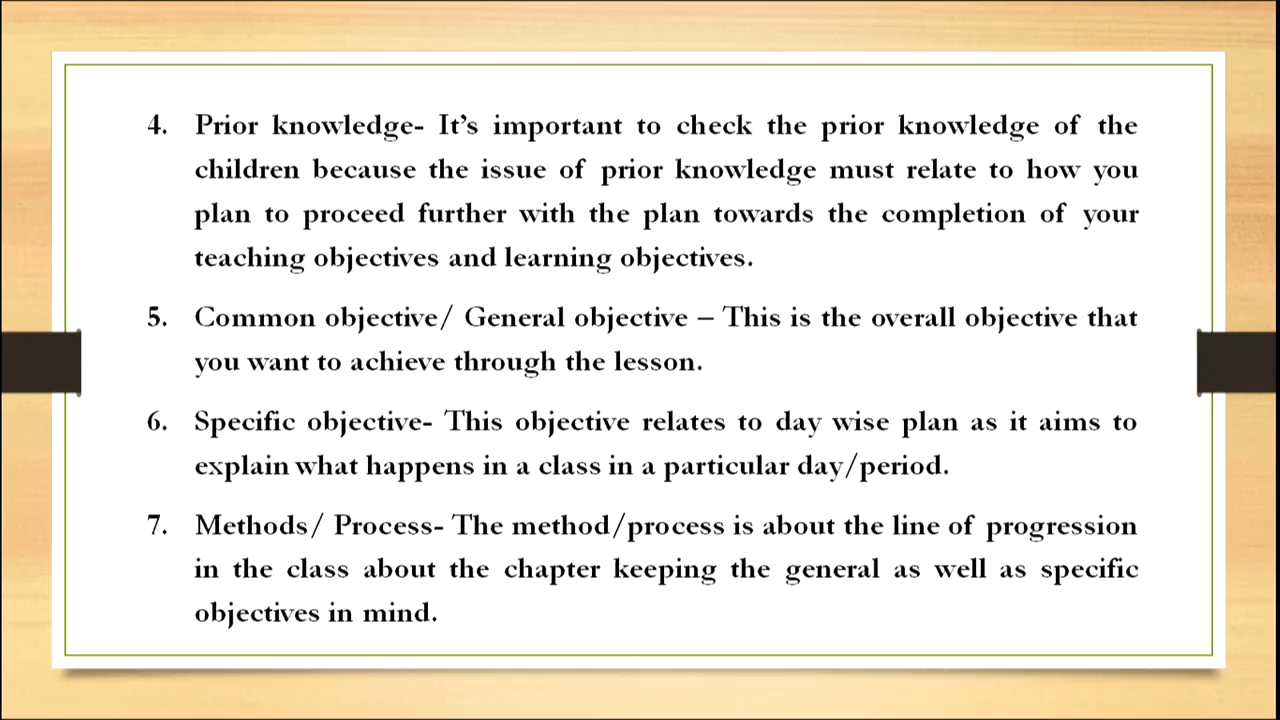 4. Prior knowledge- It’s important to check the prior knowledge of the
children because the issue of prior knowledge must relate to how you
plan to proceed further with the plan towards the completion of your
teaching objectives and learning objectives.
5. Common objective/ General objective – This is the overall objective that
you want to achieve through the lesson.
6. Specific objective- This objective relates to day wise plan as it aims to
explain what happens in a class in a particular day/period.
7. Methods/ Process- The method/process is about the line of progression
in the class about the chapter keeping the general as well as specific
objectives in mind.